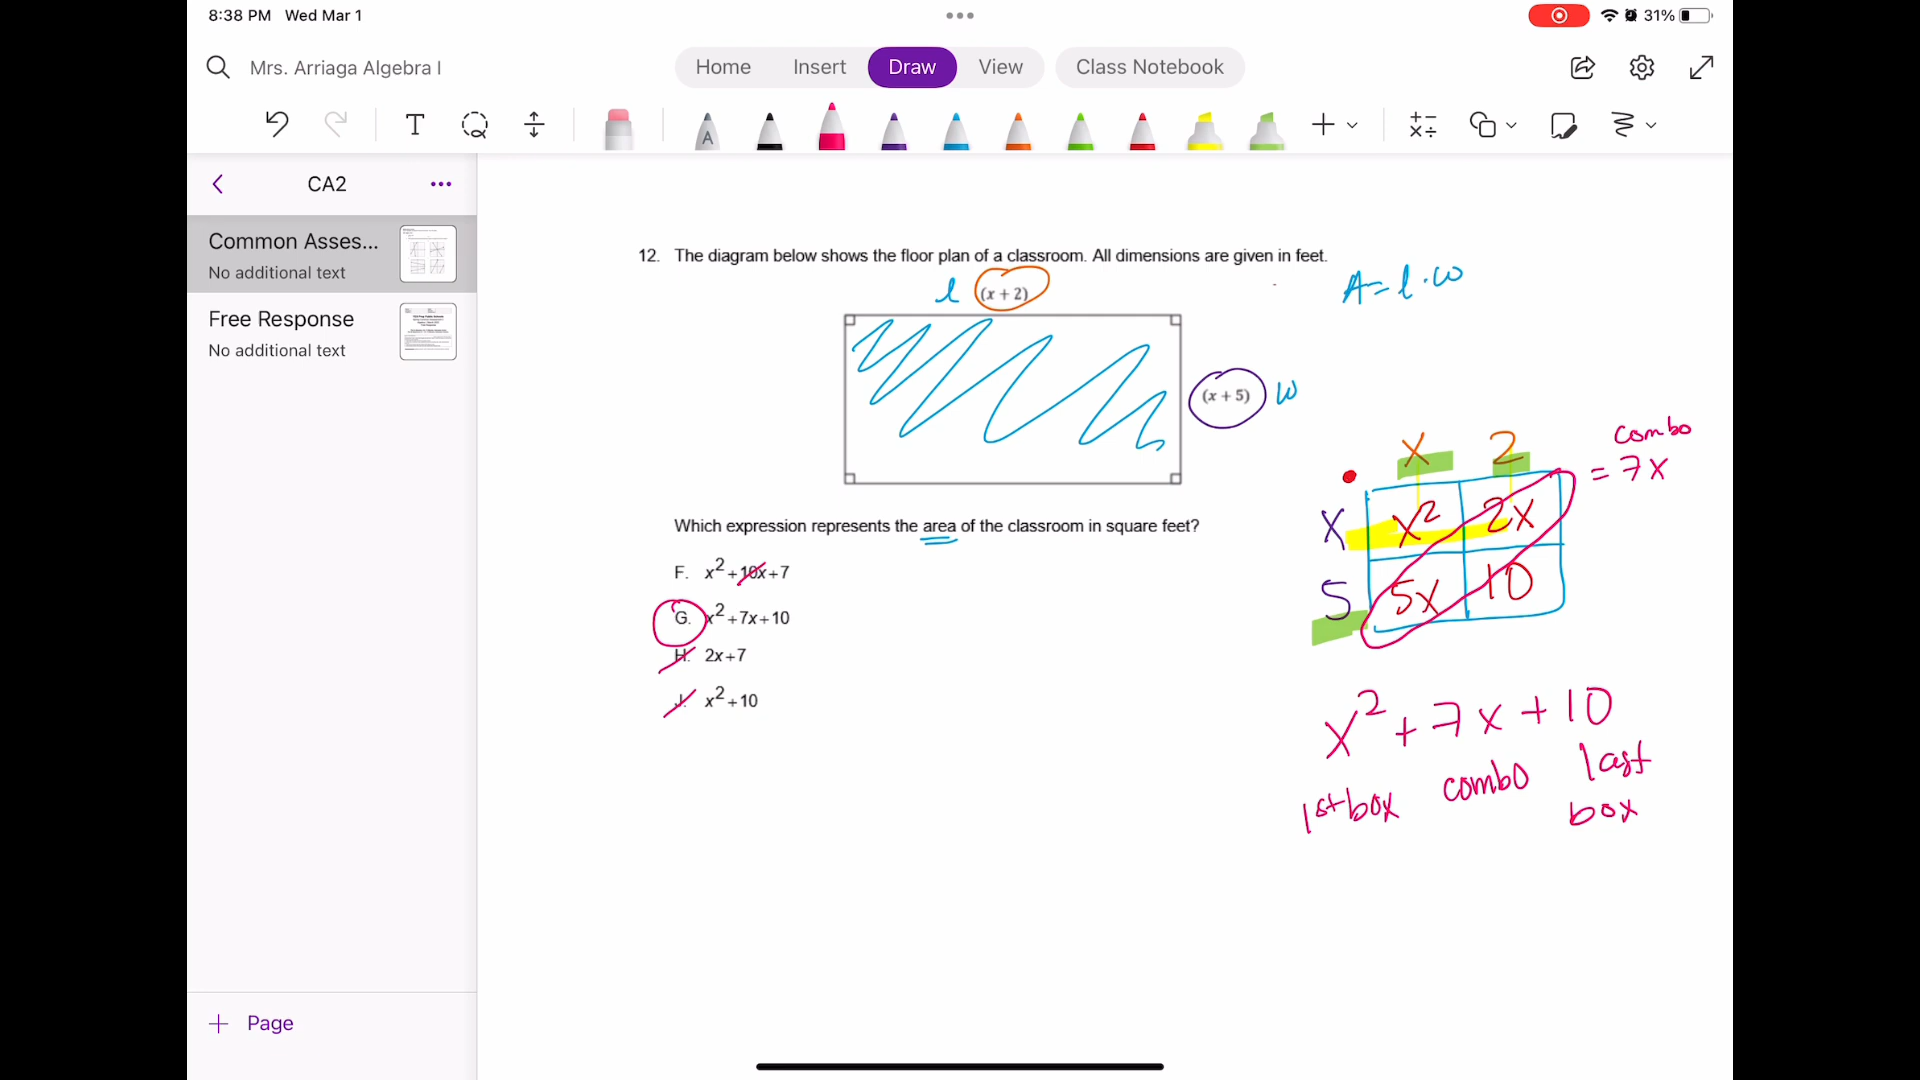 8:38 PM Wed Mar 1
31%
Mrs. Arriaga Algebra I
Home Insert Draw View Class Notebook
T
A
CA2
Common Asses...
No additional text
Free Response
No additional text
+ Page
12. The diagram below shows the floor plan of a classroom. All dimensions are given in feet.
l (x + 2)
A = l · w
(x + 5) w
Which expression represents the area of the classroom in square feet?
F. x² + 10x + 7
G. x² + 7x + 10
H. 2x + 7
J. x² + 10
combo
= 7x
x 2
x x² 2x
5 5x 10
x² + 7x + 10
1st box combo last
box